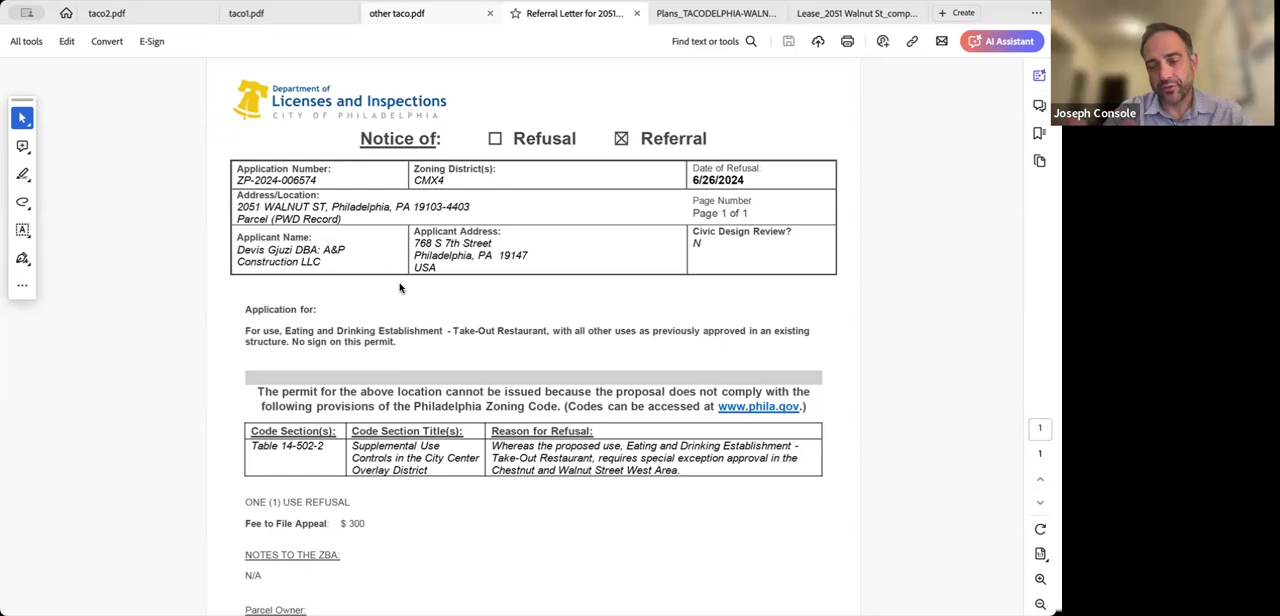 taco2.pdf
taco1.pdf
other taco.pdf
Referral Letter for 2051...
Plans_TACODELPHIA-WALN...
Lease_2051 Walnut St_comp...
Create
All tools
Edit
Convert
E-Sign
Find text or tools
AI Assistant
Joseph Console
Department of
Licenses and Inspections
CITY OF PHILADELPHIA
Notice of: Refusal Referral
Application Number:
ZP-2024-006574
Zoning District(s):
CMX4
Date of Refusal:
6/26/2024
Address/Location:
2051 WALNUT ST, Philadelphia, PA 19103-4403
Parcel (PWD Record)
Page Number
Page 1 of 1
Applicant Name:
Devis Gjuzi DBA: A&P
Construction LLC
Applicant Address:
768 S 7th Street
Philadelphia, PA 19147
USA
Civic Design Review?
N
Application for:
For use, Eating and Drinking Establishment - Take-Out Restaurant, with all other uses as previously approved in an existing
structure. No sign on this permit.
The permit for the above location cannot be issued because the proposal does not comply with the
following provisions of the Philadelphia Zoning Code. (Codes can be accessed at www.phila.gov.)
Code Section(s):
Code Section Title(s):
Reason for Refusal:
Table 14-502-2
Supplemental Use
Controls in the City Center
Overlay District
Whereas the proposed use, Eating and Drinking Establishment -
Take-Out Restaurant, requires special exception approval in the
Chestnut and Walnut Street West Area.
ONE (1) USE REFUSAL
Fee to File Appeal: $ 300
NOTES TO THE ZBA:
N/A
Parcel Owner:
1
1